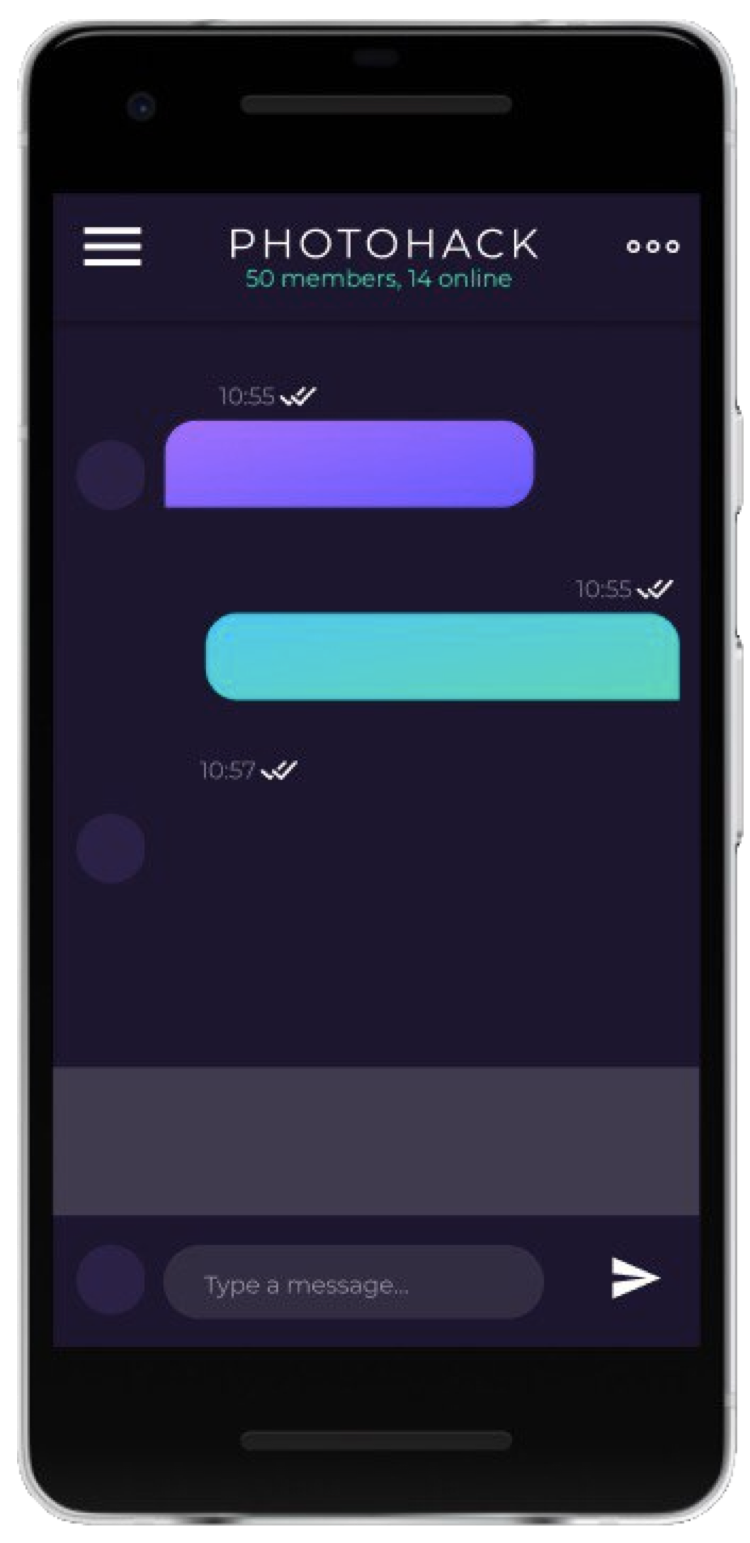 PHOTOHACK
50 members, 14 online
10:55
10:55
10:57
Type a message...